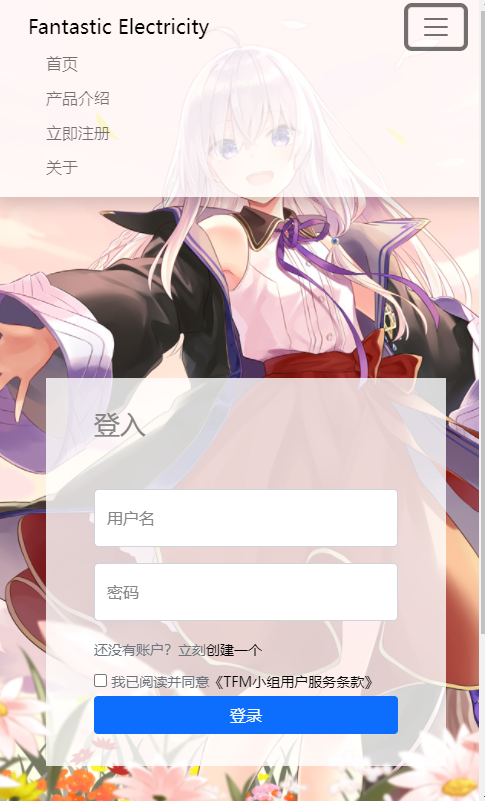 Fantastic Electricity
首页
产品介绍
立即注册
关于
登入
用户名
密码
还没有账户？立刻创建一个
我已阅读并同意《TFM小组用户服务条款》
登录